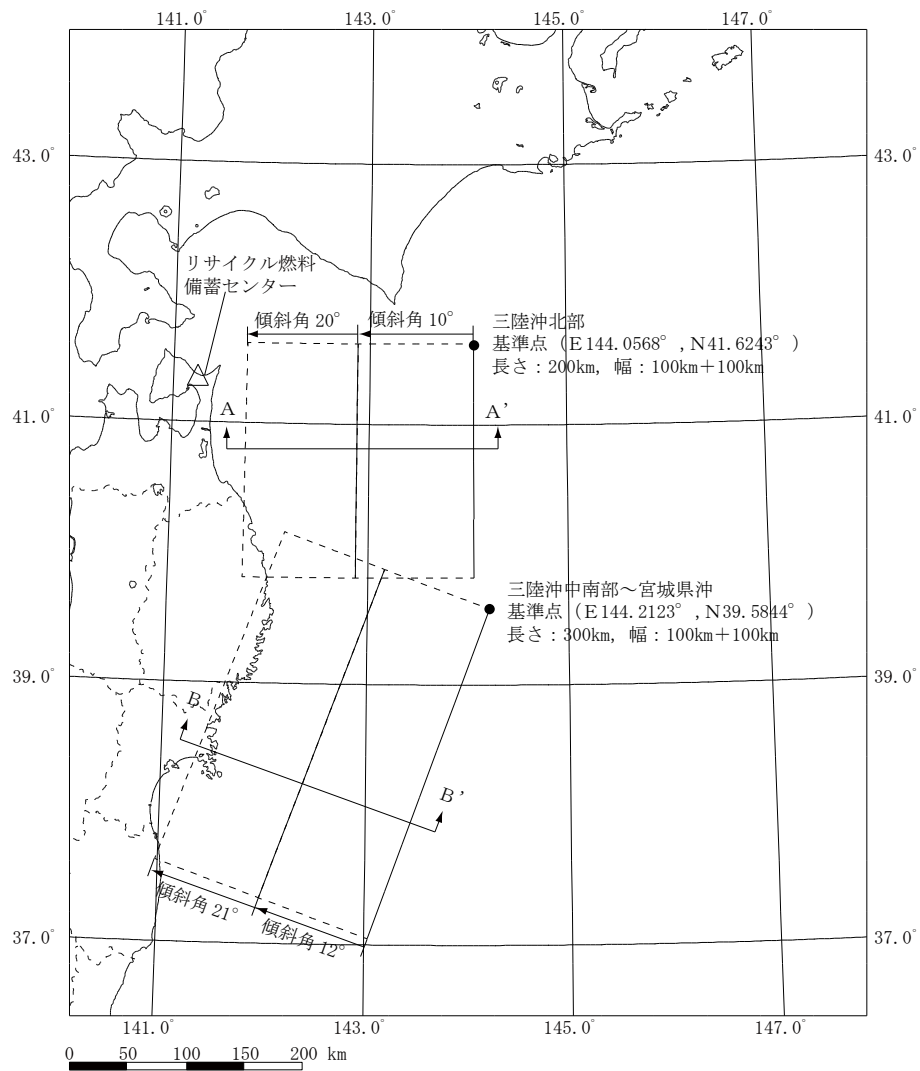 141.0°
143.0°
145.0°
147.0°
43.0°
43.0°
リサイクル燃料
備蓄センター
傾斜角 20°
傾斜角 10°
三陸沖北部
基準点（E144.0568°,N41.6243°）
長さ：200km, 幅：100km＋100km
41.0°
A
A'
41.0°
三陸沖中南部～宮城県沖
基準点（E144.2123°,N39.5844°）
長さ：300km, 幅：100km＋100km
39.0°
39.0°
B
B'
傾斜角 21°
傾斜角 12°
37.0°
37.0°
141.0°
143.0°
145.0°
147.0°
0 50 100 150 200 km